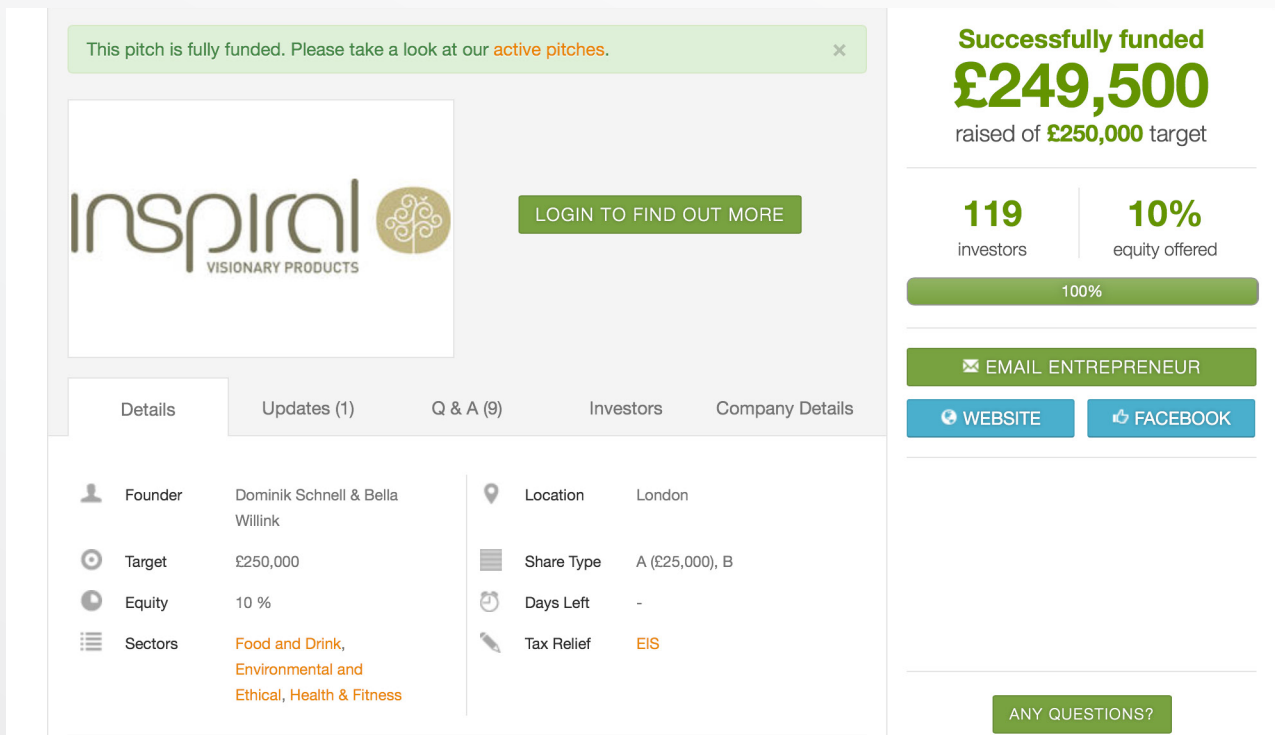 This pitch is fully funded. Please take a look at our active pitches. ×
inspiral
VISIONARY PRODUCTS
LOGIN TO FIND OUT MORE
Details
Updates (1)
Q & A (9)
Investors
Company Details
Founder
Dominik Schnell & Bella
Willink
Target
£250,000
Equity
10 %
Sectors
Food and Drink,
Environmental and
Ethical, Health & Fitness
Location
London
Share Type
A (£25,000), B
Days Left
-
Tax Relief
EIS
Successfully funded
£249,500
raised of £250,000 target
119
investors
10%
equity offered
100%
EMAIL ENTREPRENEUR
WEBSITE
FACEBOOK
ANY QUESTIONS?